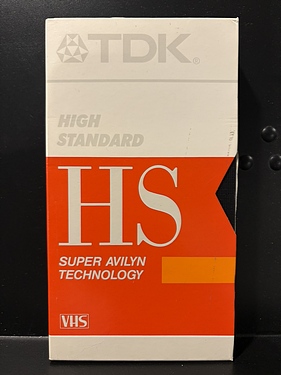 TDK®
HIGH
STANDARD
HS
SUPER AVILYN
TECHNOLOGY
VHS